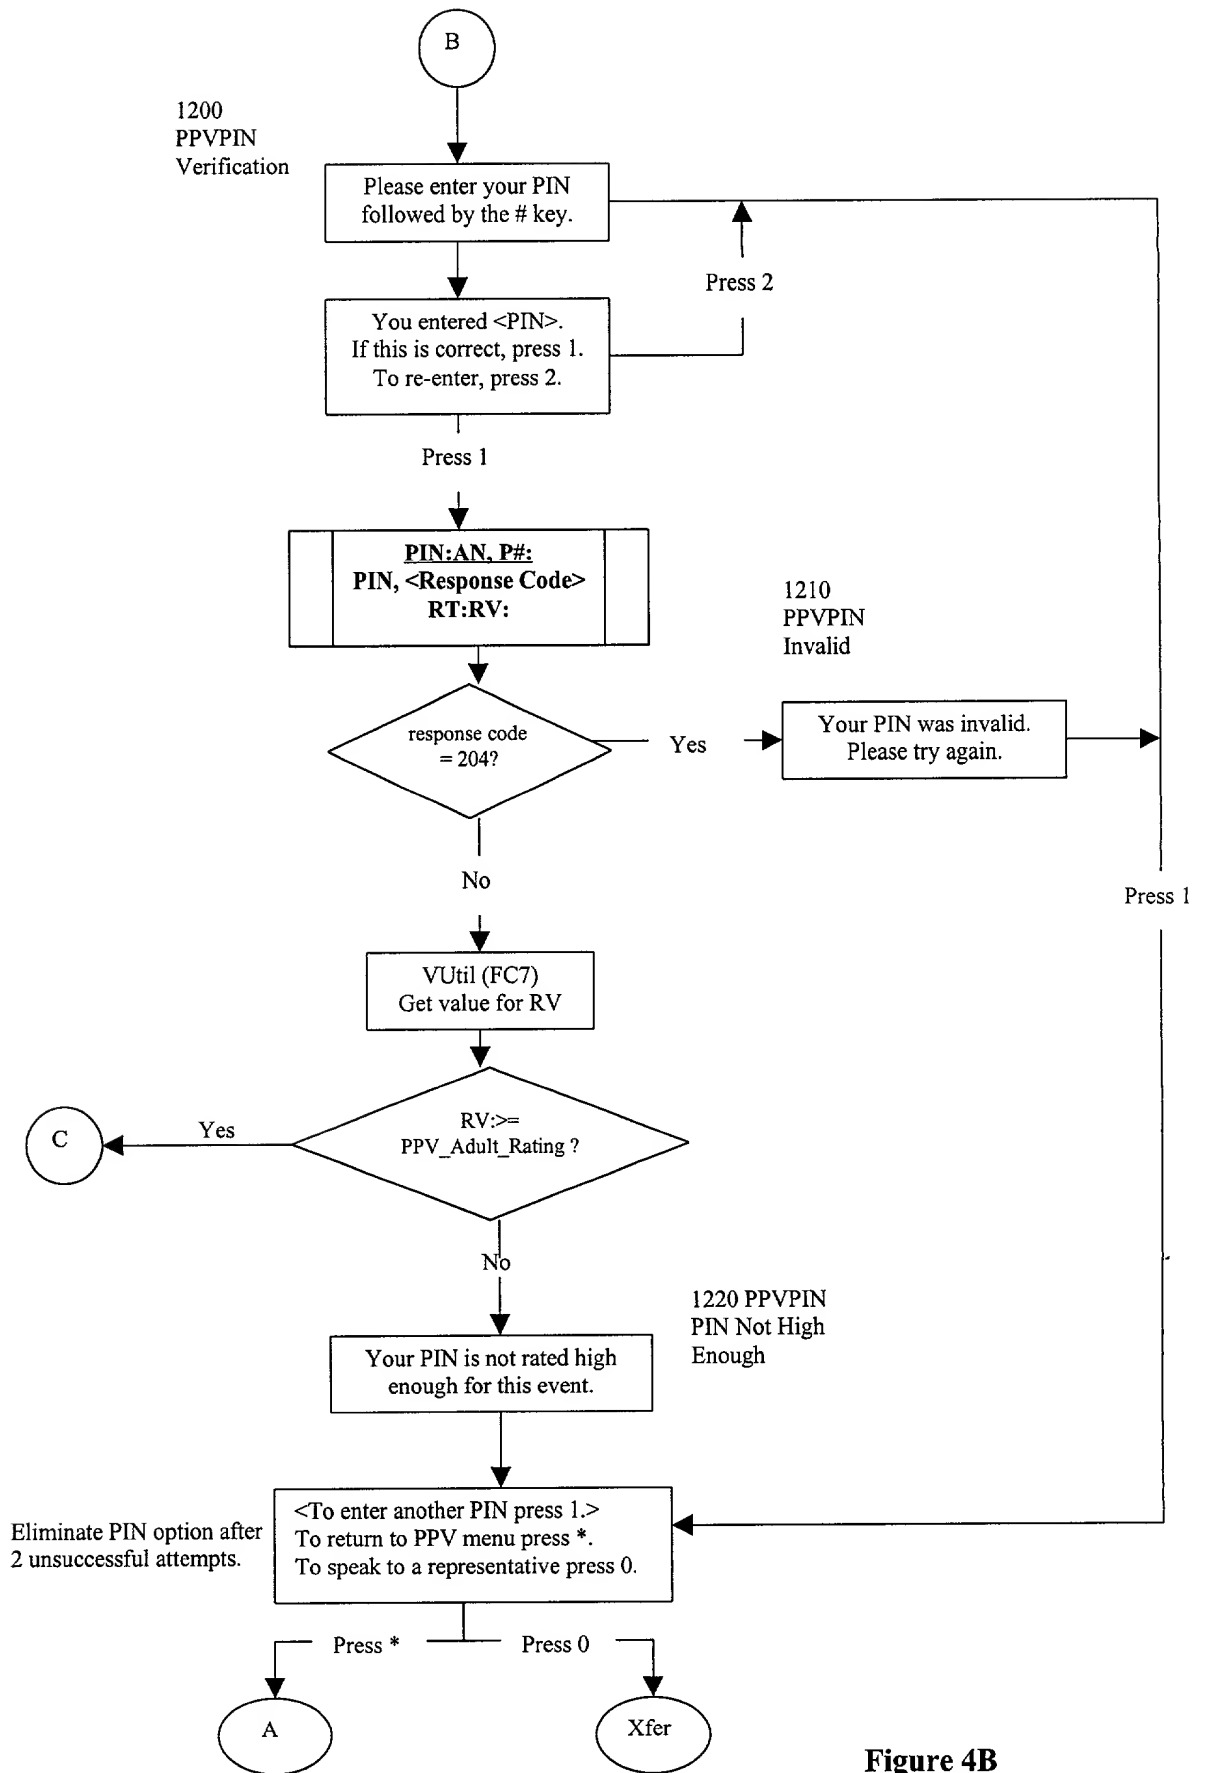 B
1200
PPVPIN
Verification
Please enter your PIN
followed by the # key.
Press 2
You entered <PIN>.
If this is correct, press 1.
To re-enter, press 2.
Press 1
PIN:AN, P#:
PIN, <Response Code>
RT:RV:
1210
PPVPIN
Invalid
response code
= 204?
Yes
Your PIN was invalid.
Please try again.
No
Press 1
VUtil (FC7)
Get value for RV
C
Yes
RV:>=
PPV_Adult_Rating ?
No
1220 PPVPIN
PIN Not High
Enough
Your PIN is not rated high
enough for this event.
Eliminate PIN option after
2 unsuccessful attempts.
<To enter another PIN press 1.>
To return to PPV menu press *.
To speak to a representative press 0.
Press *
Press 0
A
Xfer
Figure 4B